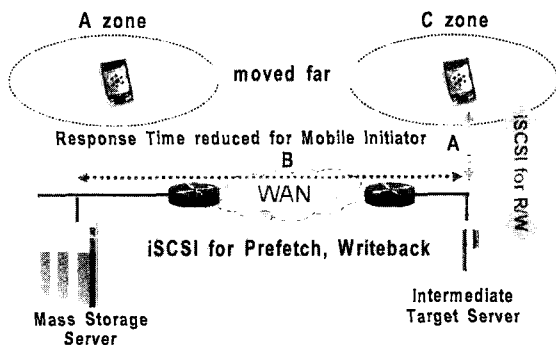 A zone
C zone
moved far
Response Time reduced for Mobile Initiator
A
B
WAN
iSCSI for R/W
iSCSI for Prefetch, Writeback
Mass Storage
Server
Intermediate
Target Server